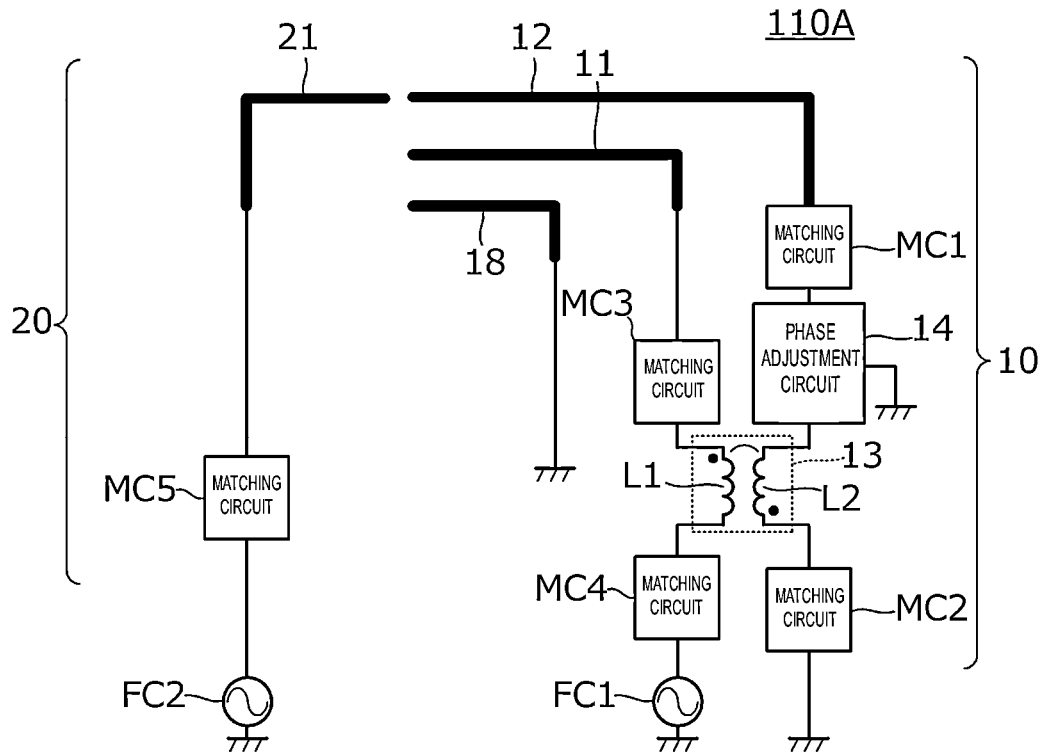 110A
21
12
11
18
MATCHING
CIRCUIT
MC1
MC3
20
PHASE
ADJUSTMENT
CIRCUIT
14
10
MATCHING
CIRCUIT
13
MC5
MATCHING
CIRCUIT
L1
L2
MC4
MATCHING
CIRCUIT
MATCHING
CIRCUIT
MC2
FC2
FC1